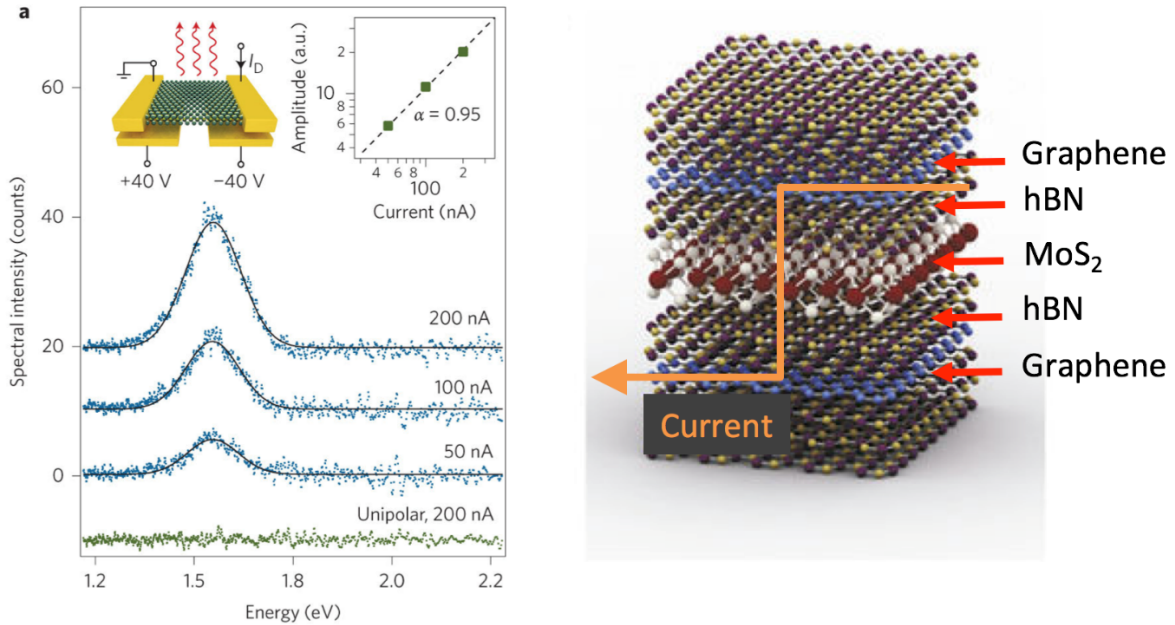 a
60
40
20
0
Spectral intensity (counts)
I_D
+40 V
−40 V
Amplitude (a.u.)
2
10
8
6
4
α = 0.95
4
6
8
100
2
Current (nA)
200 nA
100 nA
50 nA
Unipolar, 200 nA
1.2
1.5
1.8
2.0
2.2
Energy (eV)
Graphene
hBN
MoS₂
hBN
Graphene
Current